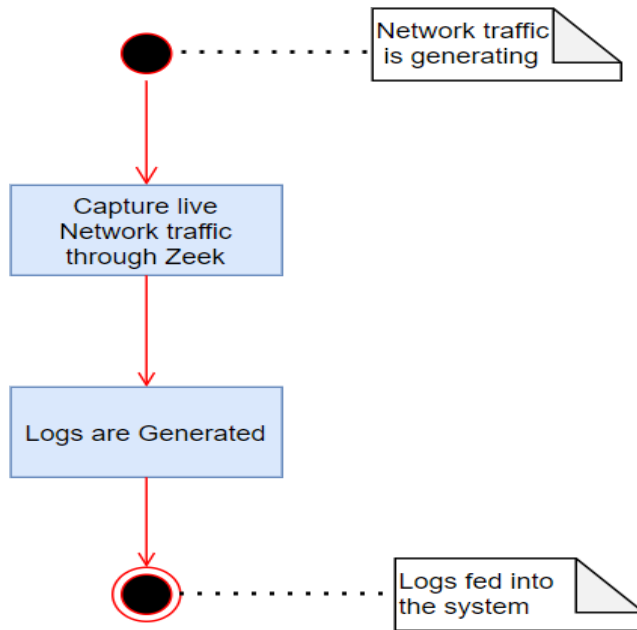 Network traffic
is generating
Capture live
Network traffic
through Zeek
Logs are Generated
Logs fed into
the system